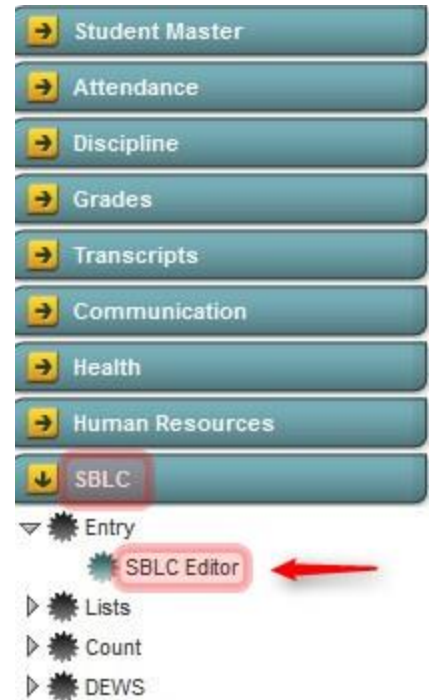 Student Master
Attendance
Discipline
Grades
Transcripts
Communication
Health
Human Resources
SBLC
Entry
SBLC Editor
Lists
Count
DEWS